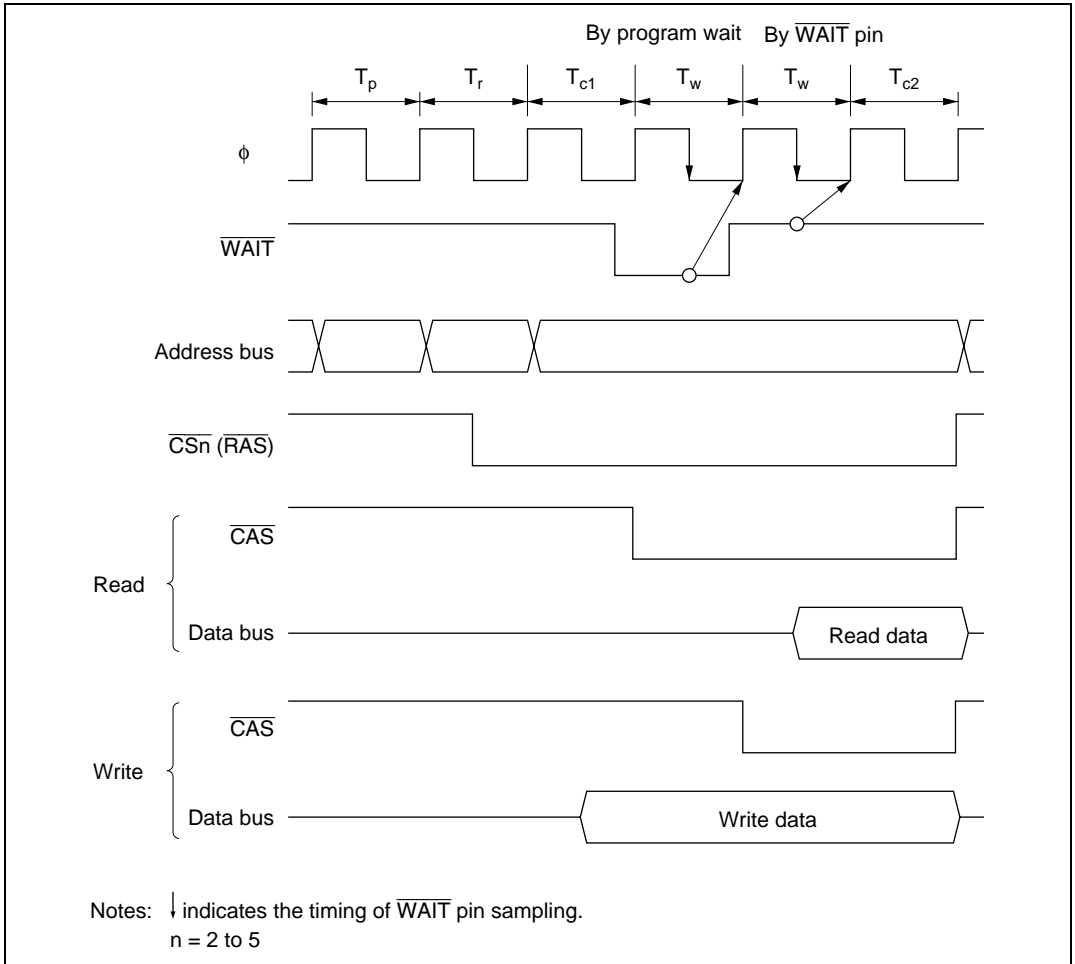 By program wait By WAIT pin
Tp Tr Tc1 Tw Tw Tc2
ϕ
WAIT
Address bus
CSn (RAS)
CAS
Read
Data bus Read data
CAS
Write
Data bus Write data
Notes: ↓ indicates the timing of WAIT pin sampling.
n = 2 to 5